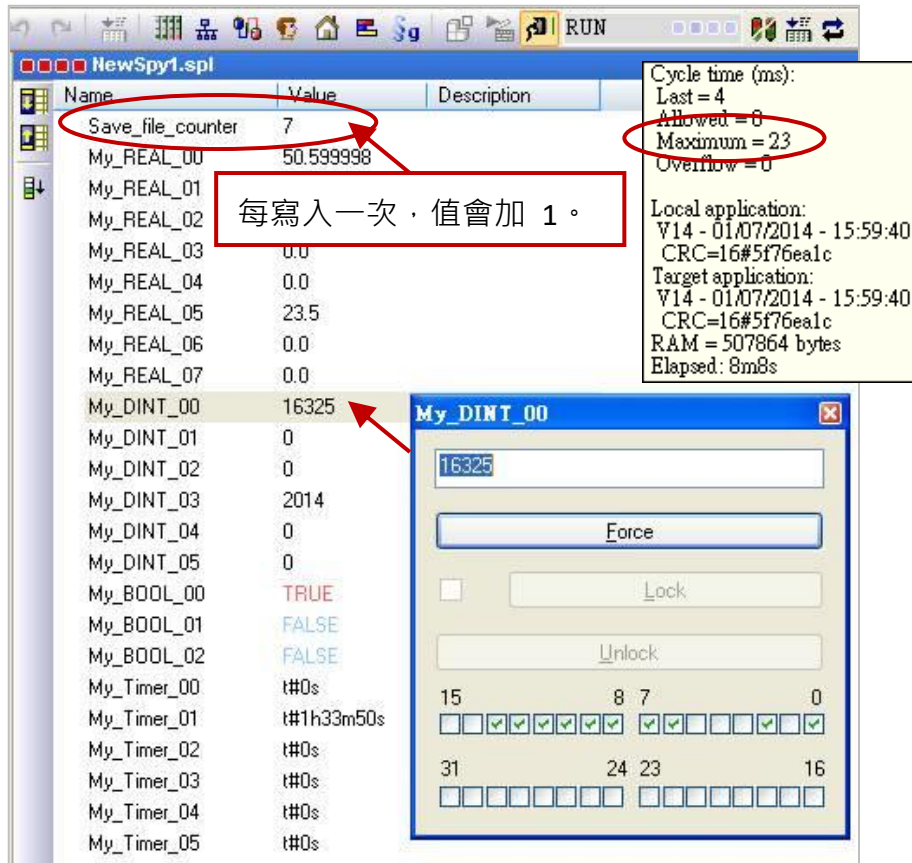 RUN
NewSpy1.spl
Name Value Description
Save_file_counter 7
My_REAL_00 50.599998
My_REAL_01
My_REAL_02
My_REAL_03 0.0
My_REAL_04 0.0
My_REAL_05 23.5
My_REAL_06 0.0
My_REAL_07 0.0
My_DINT_00 16325
My_DINT_01 0
My_DINT_02 0
My_DINT_03 2014
My_DINT_04 0
My_DINT_05 0
My_BOOL_00 TRUE
My_BOOL_01 FALSE
My_BOOL_02 FALSE
My_Timer_00 t#0s
My_Timer_01 t#1h33m50s
My_Timer_02 t#0s
My_Timer_03 t#0s
My_Timer_04 t#0s
My_Timer_05 t#0s
每寫入一次，值會加 1。
Cycle time (ms):
Last = 4
Allowed = 0
Maximum = 23
Overflow = 0
Local application:
V14 - 01/07/2014 - 15:59:40
CRC=16#5f76ea1c
Target application:
V14 - 01/07/2014 - 15:59:40
CRC=16#5f76ea1c
RAM = 507864 bytes
Elapsed: 8m8s
My_DINT_00
16325
Force
Lock
Unlock
15 8 7 0
31 24 23 16